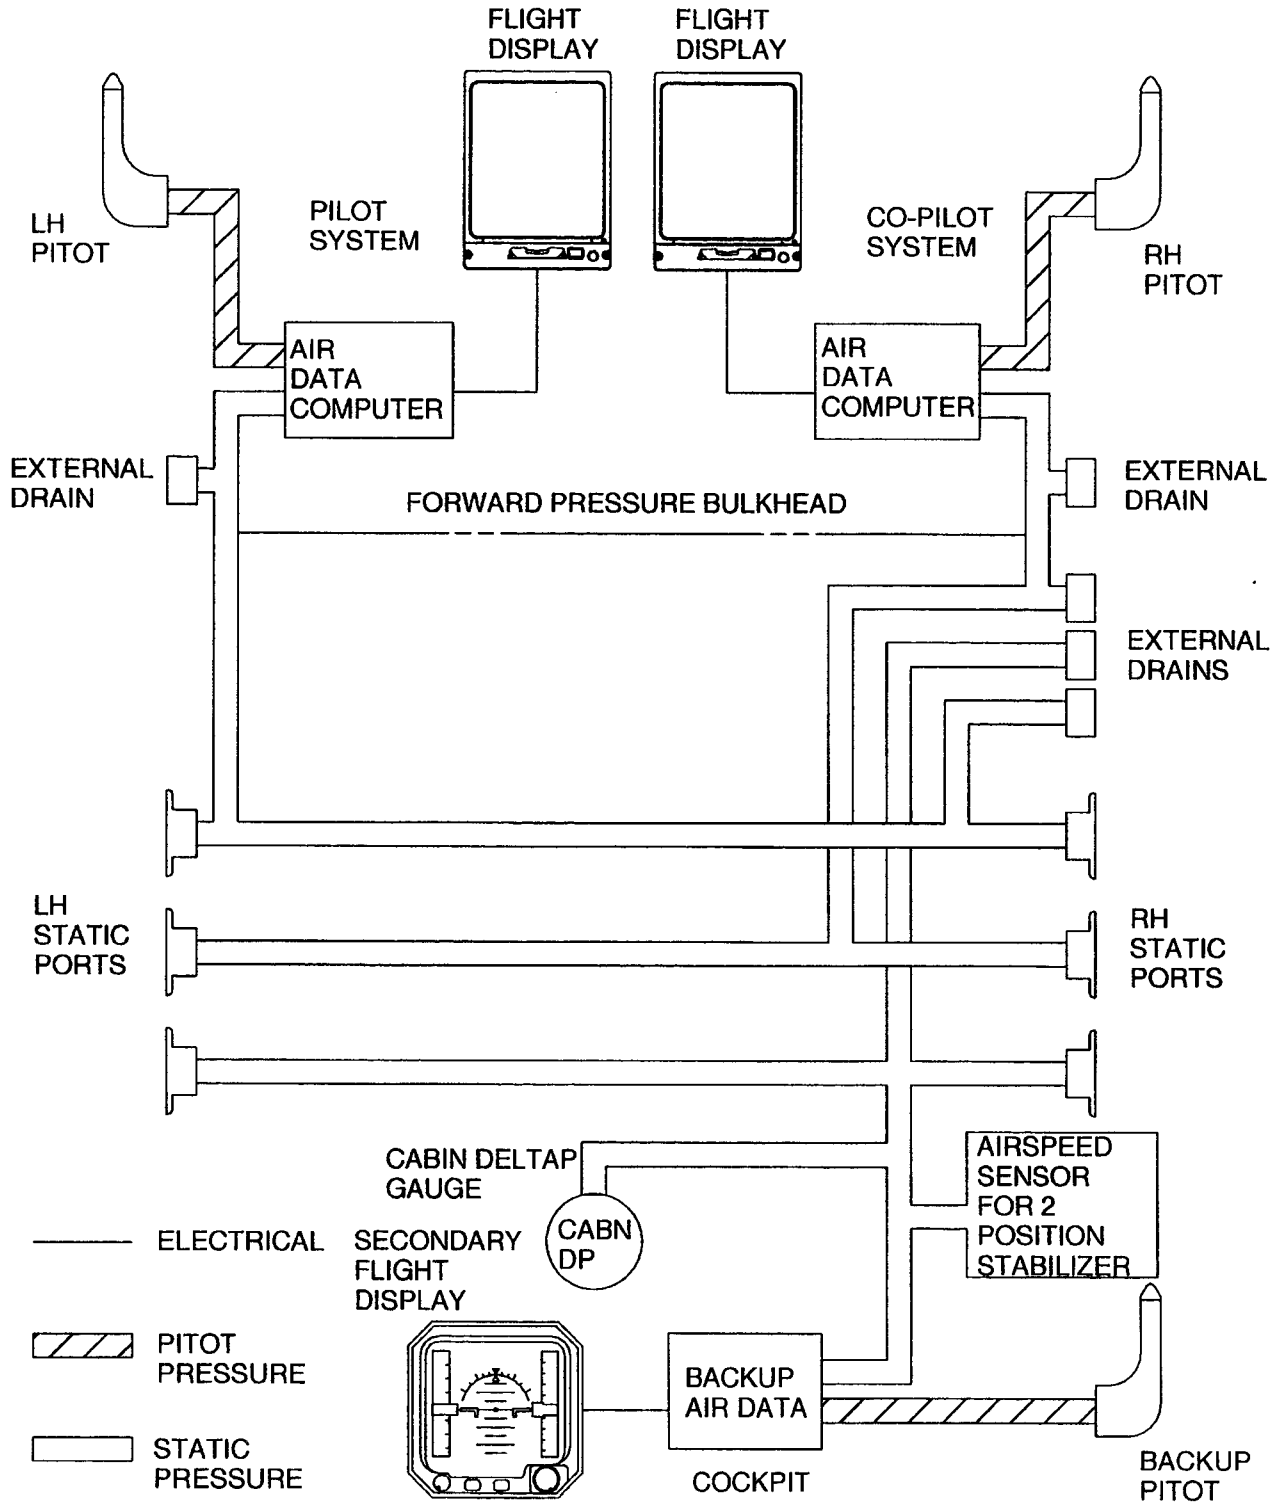 FLIGHT
DISPLAY
FLIGHT
DISPLAY
LH
PITOT
PILOT
SYSTEM
CO-PILOT
SYSTEM
RH
PITOT
AIR
DATA
COMPUTER
AIR
DATA
COMPUTER
EXTERNAL
DRAIN
FORWARD PRESSURE BULKHEAD
EXTERNAL
DRAIN
EXTERNAL
DRAINS
LH
STATIC
PORTS
RH
STATIC
PORTS
CABIN DELTAP
GAUGE
CABN
DP
AIRSPEED
SENSOR
FOR 2
POSITION
STABILIZER
ELECTRICAL
SECONDARY
FLIGHT
DISPLAY
PITOT
PRESSURE
BACKUP
AIR DATA
STATIC
PRESSURE
COCKPIT
BACKUP
PITOT